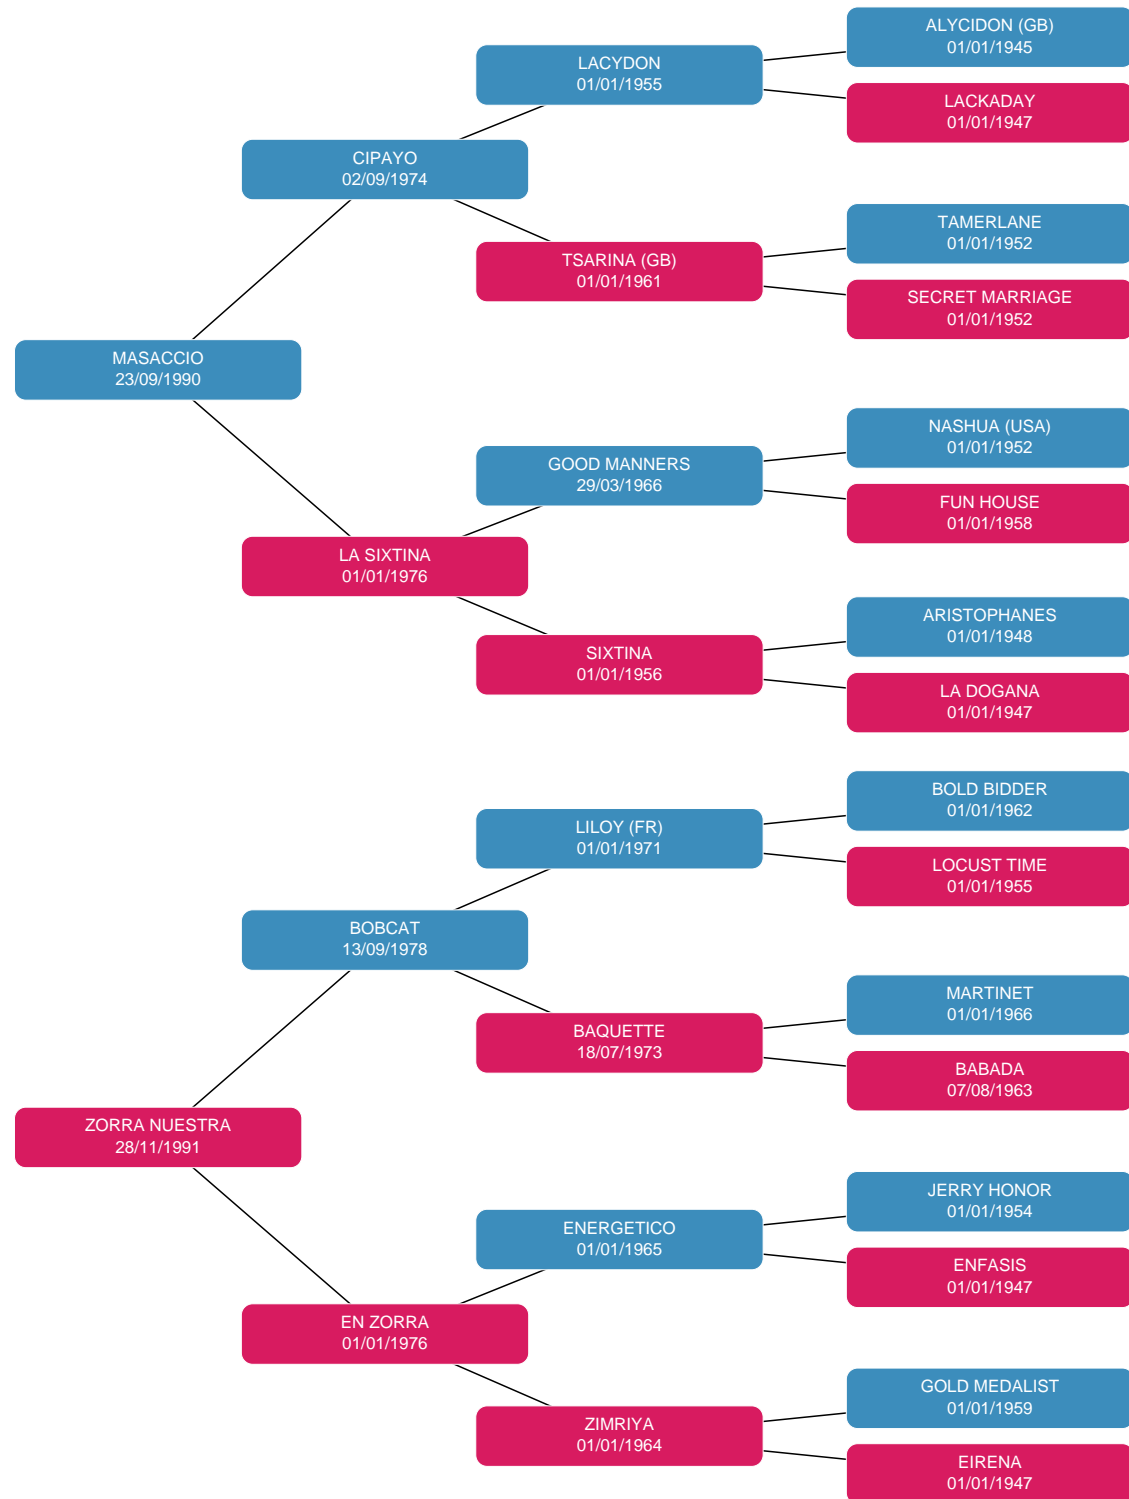 ALYCIDON (GB)
01/01/1945
LACYDON
01/01/1955
LACKADAY
01/01/1947
CIPAYO
02/09/1974
TAMERLANE
01/01/1952
TSARINA (GB)
01/01/1961
SECRET MARRIAGE
01/01/1952
MASACCIO
23/09/1990
NASHUA (USA)
01/01/1952
GOOD MANNERS
29/03/1966
FUN HOUSE
01/01/1958
LA SIXTINA
01/01/1976
ARISTOPHANES
01/01/1948
SIXTINA
01/01/1956
LA DOGANA
01/01/1947
BOLD BIDDER
01/01/1962
LILOY (FR)
01/01/1971
LOCUST TIME
01/01/1955
BOBCAT
13/09/1978
MARTINET
01/01/1966
BAQUETTE
18/07/1973
BABADA
07/08/1963
ZORRA NUESTRA
28/11/1991
JERRY HONOR
01/01/1954
ENERGETICO
01/01/1965
ENFASIS
01/01/1947
EN ZORRA
01/01/1976
GOLD MEDALIST
01/01/1959
ZIMRIYA
01/01/1964
EIRENA
01/01/1947